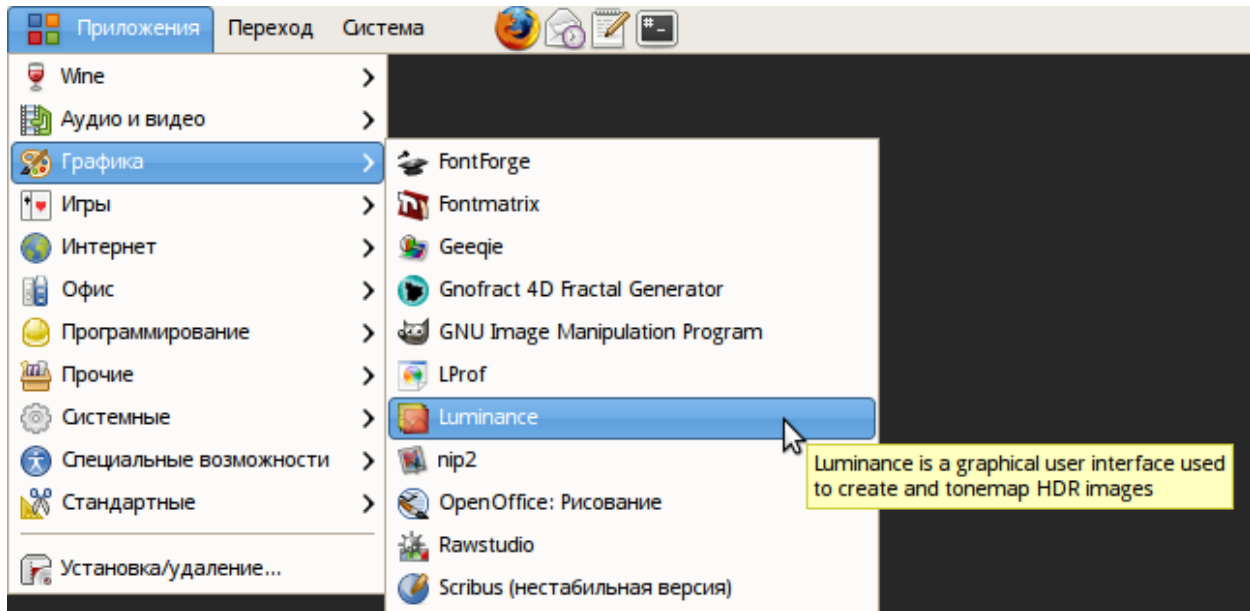 Приложения Переход Система
Wine
Аудио и видео
Графика
Игры
Интернет
Офис
Программирование
Прочие
Системные
Специальные возможности
Стандартные
Установка/удаление...
FontForge
Fontmatrix
Geeqie
Gnofract 4D Fractal Generator
GNU Image Manipulation Program
LProf
Luminance
nip2
OpenOffice: Рисование
Rawstudio
Scribus (нестабильная версия)
Luminance is a graphical user interface used
to create and tonemap HDR images